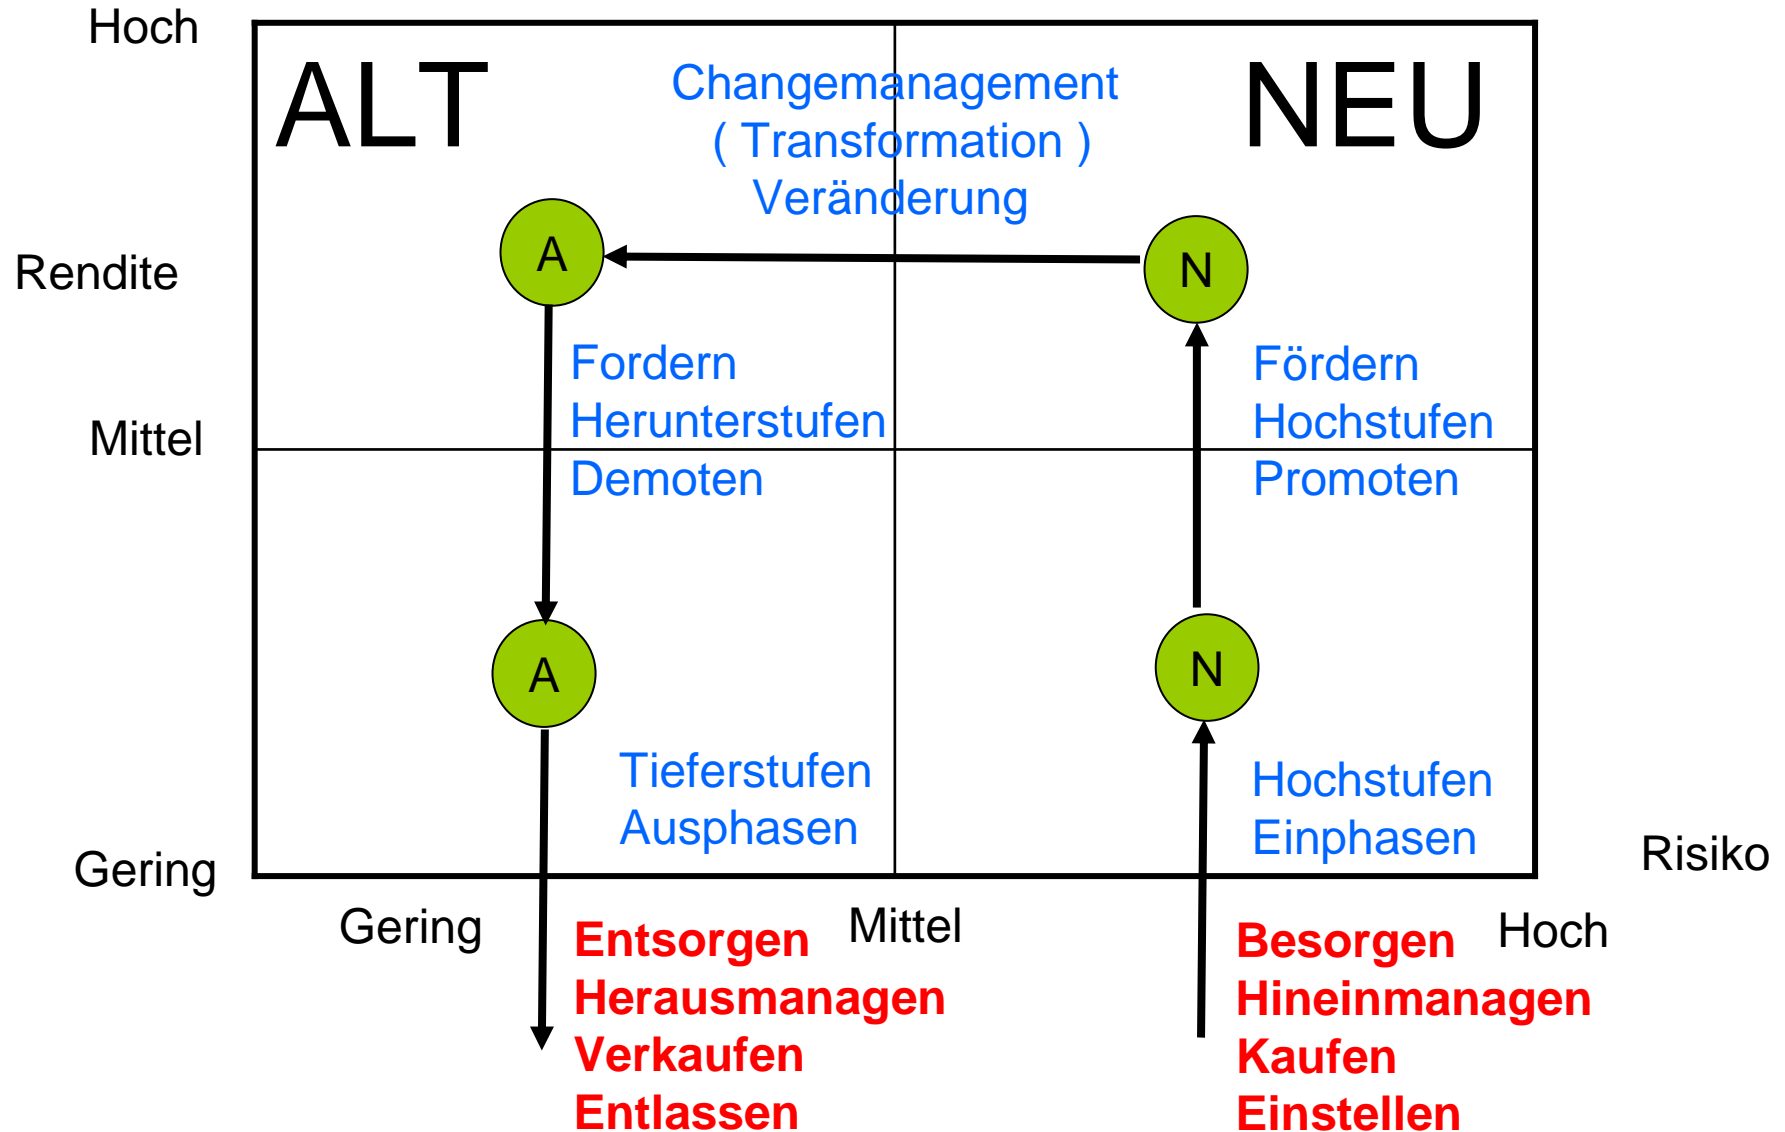 Hoch
ALT
NEU
Changemanagement
( Transformation )
Veränderung
Rendite
A
N
Fordern
Herunterstufen
Demoten
Fördern
Hochstufen
Promoten
Mittel
A
N
Tieferstufen
Ausphasen
Hochstufen
Einphasen
Gering
Risiko
Gering
Mittel
Hoch
Entsorgen
Herausmanagen
Verkaufen
Entlassen
Besorgen
Hineinmanagen
Kaufen
Einstellen